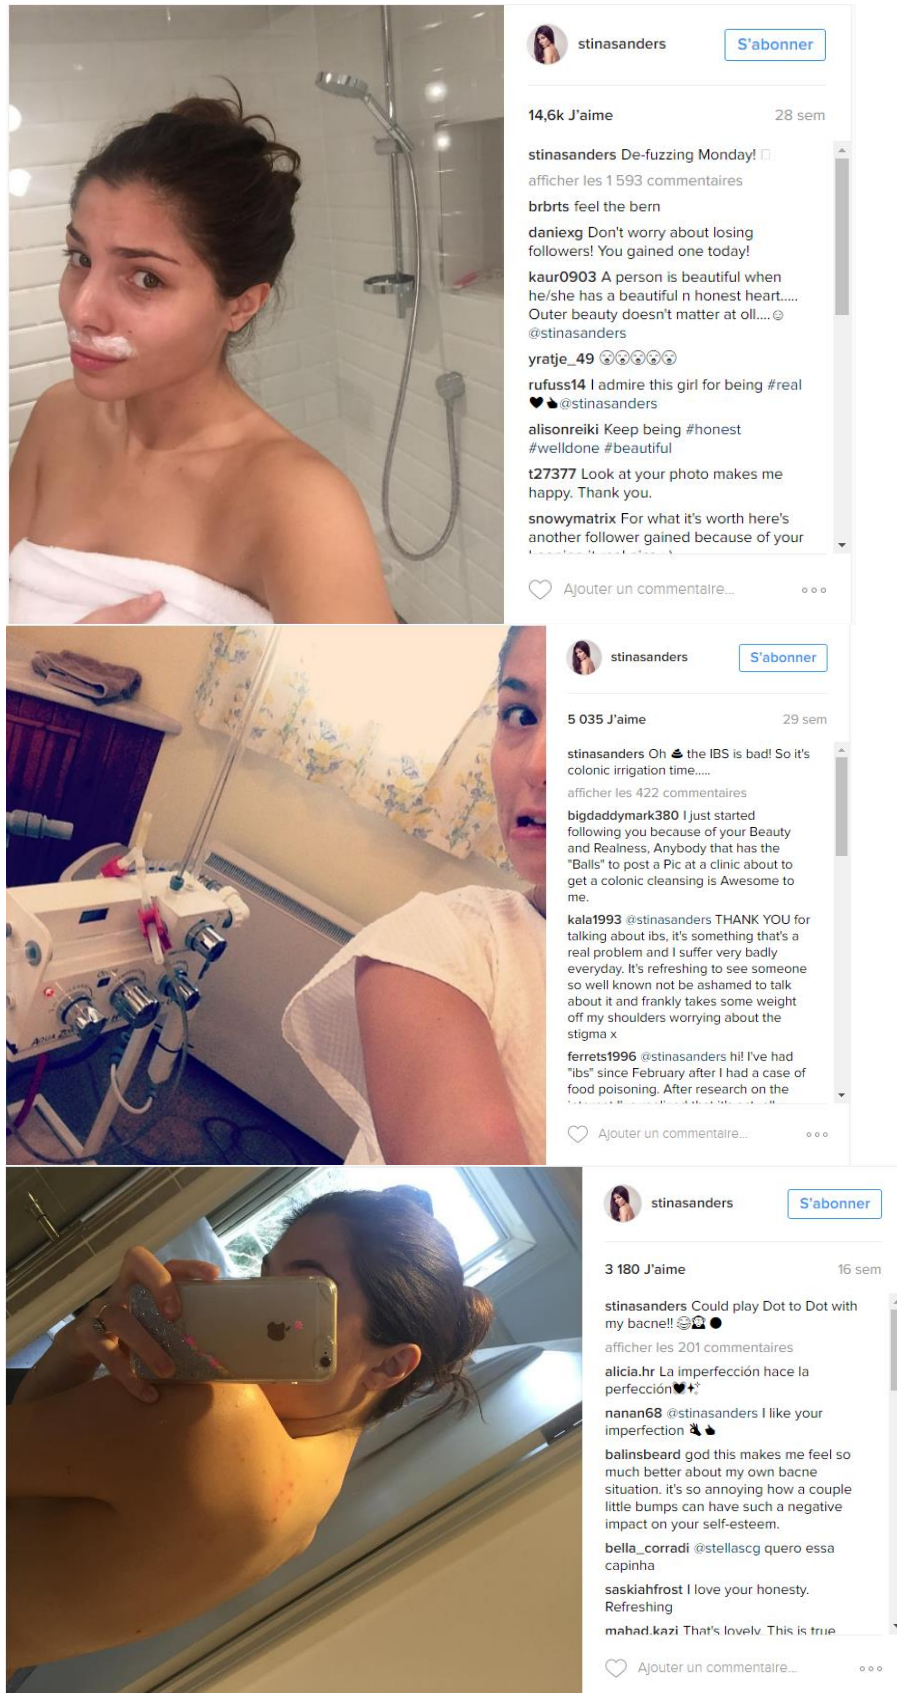 stinasanders
S'abonner
14,6k J'aime
28 sem
stinasanders De-fuzzing Monday!
afficher les 1 593 commentaires
brbrts feel the bern
daniexg Don't worry about losing
followers! You gained one today!
kaur0903 A person is beautiful when
he/she has a beautiful n honest heart.....
Outer beauty doesn't matter at oll....☺
@stinasanders
yratje_49 😪😪😪😪😪
rufuss14 I admire this girl for being #real
🖤👍@stinasanders
alisonreiki Keep being #honest
#welldone #beautiful
t27377 Look at your photo makes me
happy. Thank you.
snowymatrix For what it's worth here's
another follower gained because of your
Ajouter un commentaire...
stinasanders
S'abonner
5 035 J'aime
29 sem
stinasanders Oh 💩 the IBS is bad! So it's
colonic irrigation time.....
afficher les 422 commentaires
bigdaddymark380 I just started
following you because of your Beauty
and Realness, Anybody that has the
"Balls" to post a Pic at a clinic about to
get a colonic cleansing is Awesome to
me.
kala1993 @stinasanders THANK YOU for
talking about ibs, it's something that's a
real problem and I suffer very badly
everyday. It's refreshing to see someone
so well known not be ashamed to talk
about it and frankly takes some weight
off my shoulders worrying about the
stigma x
ferrets1996 @stinasanders hi! I've had
"ibs" since February after I had a case of
food poisoning. After research on the
Ajouter un commentaire...
AQUA
stinasanders
S'abonner
3 180 J'aime
16 sem
stinasanders Could play Dot to Dot with
my bacne!! 😂🙆⚫
afficher les 201 commentaires
alicia.hr La imperfección hace la
perfección💓✨
nanan68 @stinasanders I like your
imperfection 👌👍
balinsbeard god this makes me feel so
much better about my own bacne
situation. it's so annoying how a couple
little bumps can have such a negative
impact on your self-esteem.
bella_corradi @stellascg quero essa
capinha
saskiahfrost I love your honesty.
Refreshing
mahad.kazi That's lovely. This is true
Ajouter un commentaire...